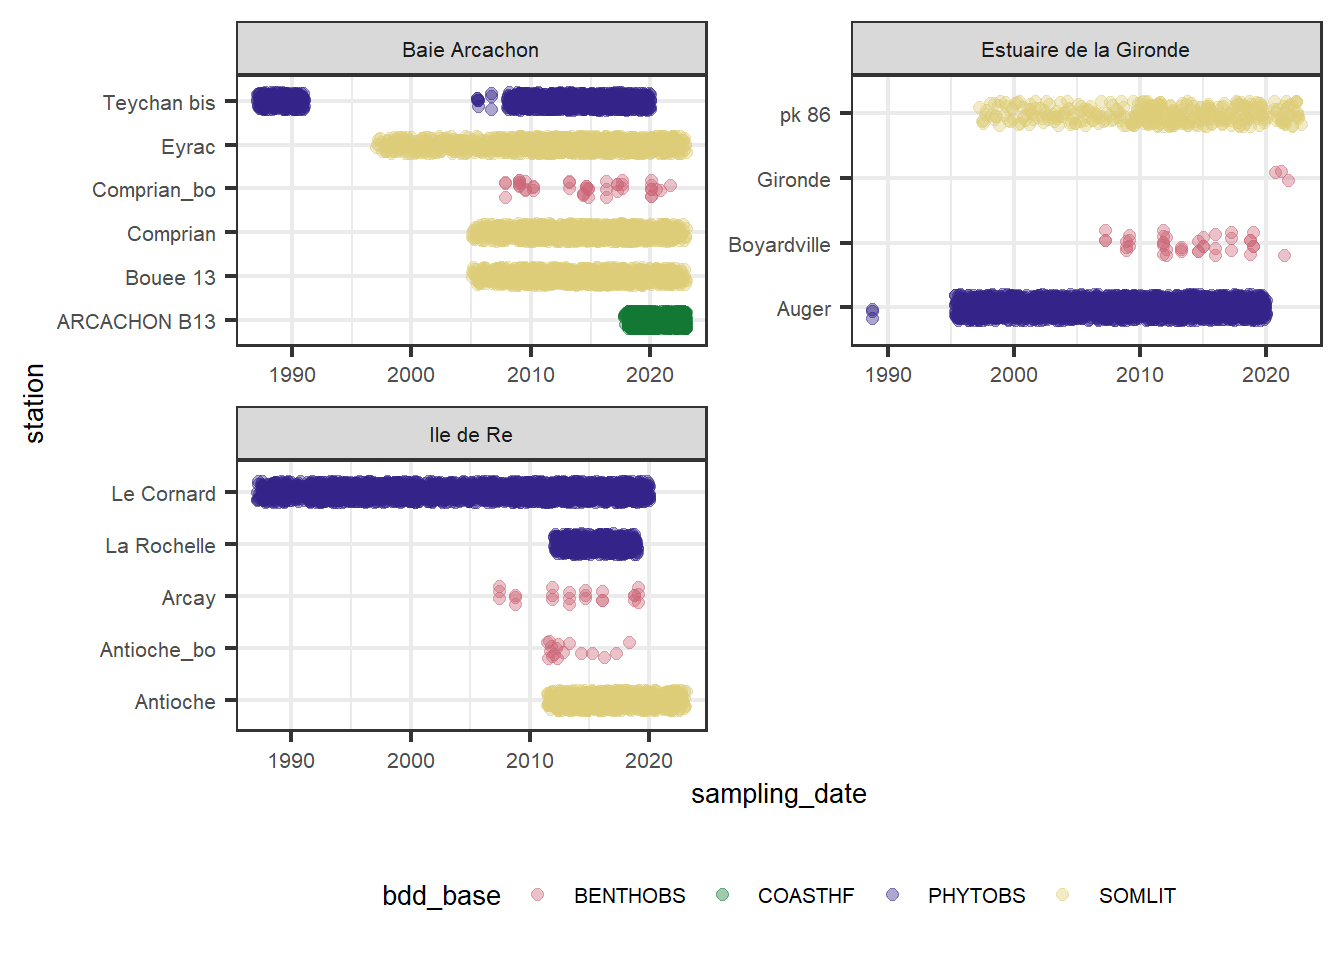 Baie Arcachon
Teychan bis
Eyrac
Comprian_bo
Comprian
Bouee 13
ARCACHON B13
1990 2000 2010 2020
Estuaire de la Gironde
pk 86
Gironde
Boyardville
Auger
1990 2000 2010 2020
station
Ile de Re
Le Cornard
La Rochelle
Arcay
Antioche_bo
Antioche
1990 2000 2010 2020
sampling_date
bdd_base BENTHOBS COASTHF PHYTOBS SOMLIT